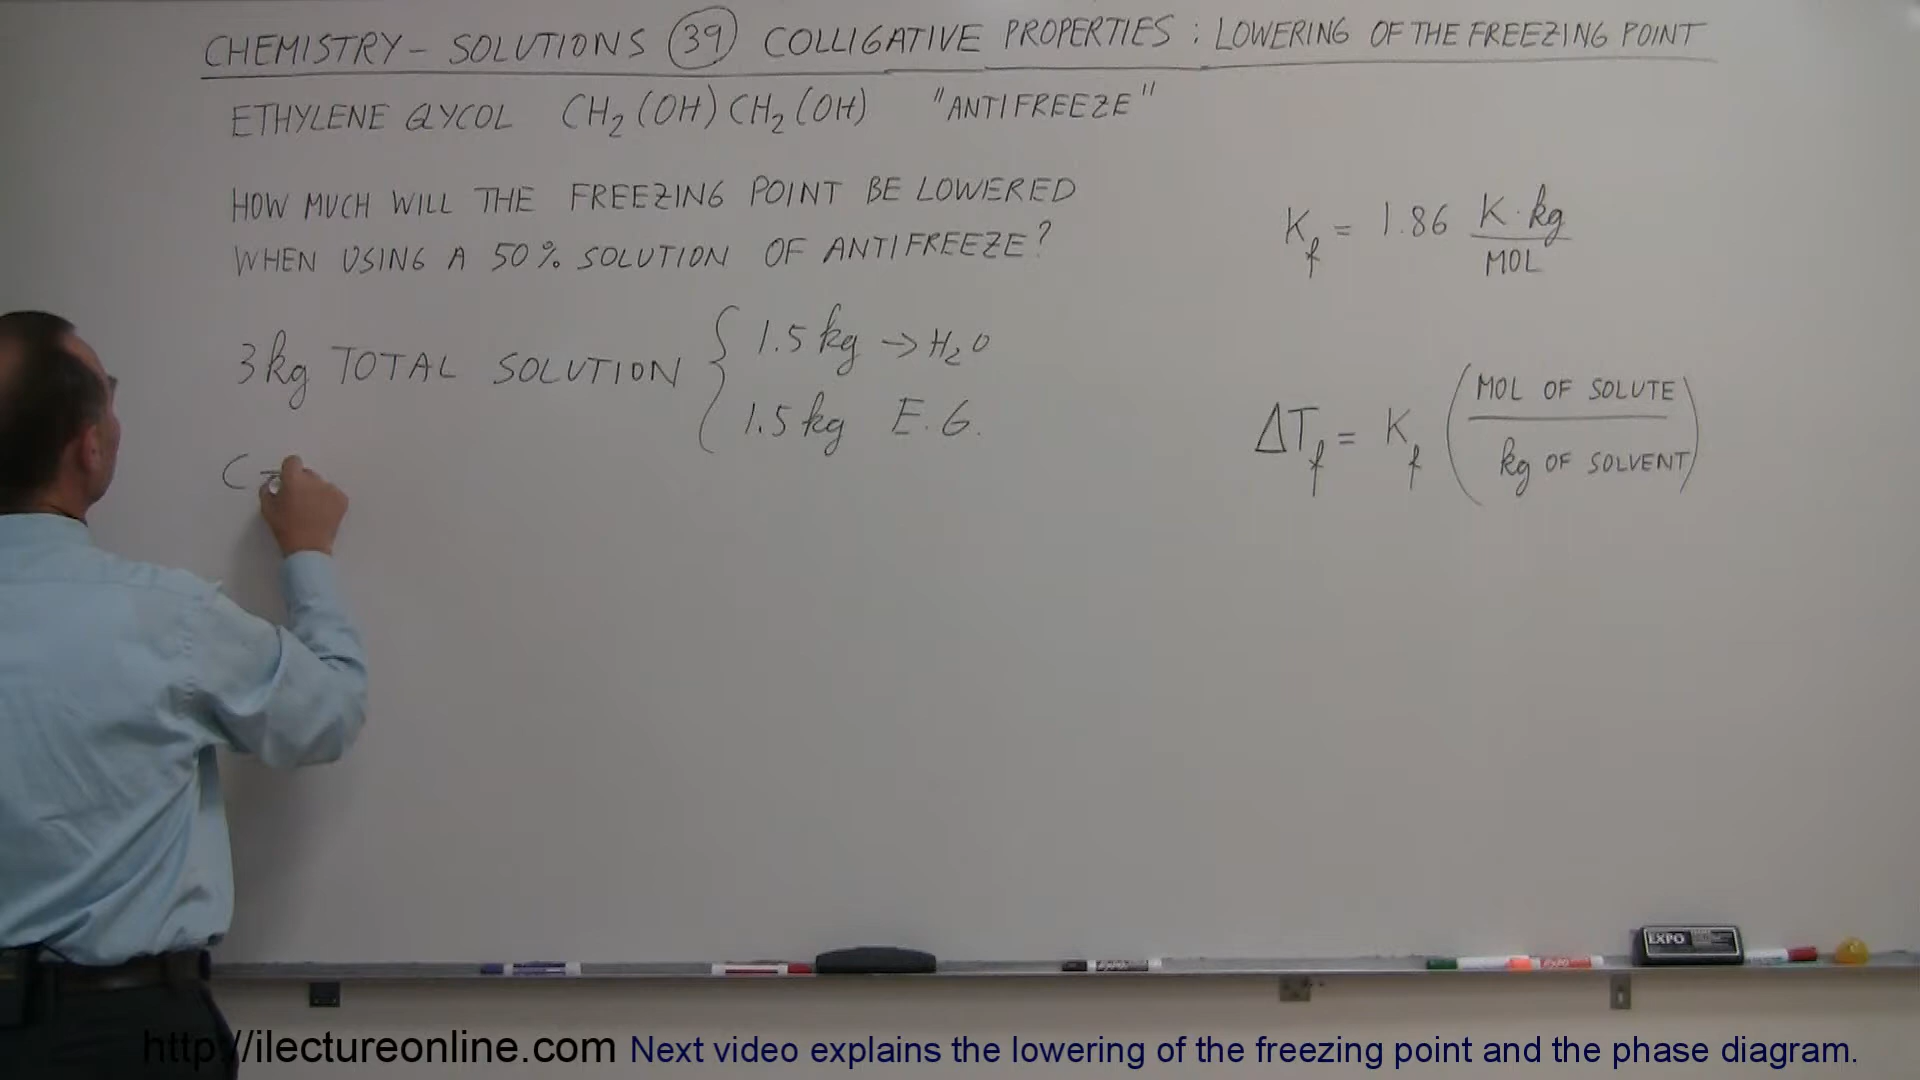 CHEMISTRY - SOLUTIONS 39 COLLIGATIVE PROPERTIES : LOWERING OF THE FREEZING POINT
ETHYLENE GLYCOL CH₂(OH)CH₂(OH) "ANTIFREEZE"
HOW MUCH WILL THE FREEZING POINT BE LOWERED
WHEN USING A 50% SOLUTION OF ANTIFREEZE?
K_f = 1.86 K·kg / MOL
3 kg TOTAL SOLUTION { 1.5 kg → H₂O
1.5 kg E.G.
ΔT_f = K_f (MOL OF SOLUTE / kg OF SOLVENT)
C =
EXPO
http://ilectureonline.com Next video explains the lowering of the freezing point and the phase diagram.